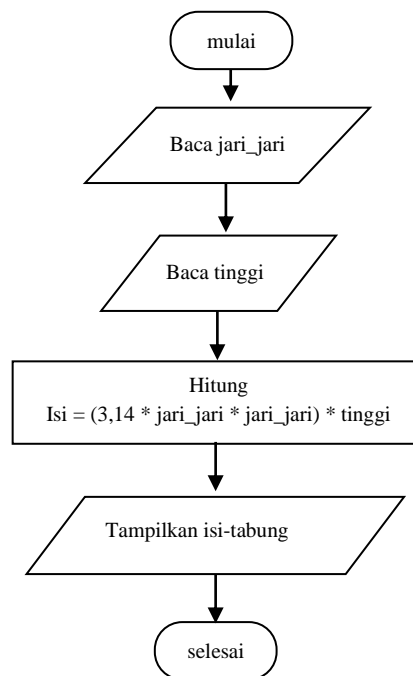 mulai
Baca jari_jari
Baca tinggi
Hitung
Isi = (3,14 * jari_jari * jari_jari) * tinggi
Tampilkan isi-tabung
selesai